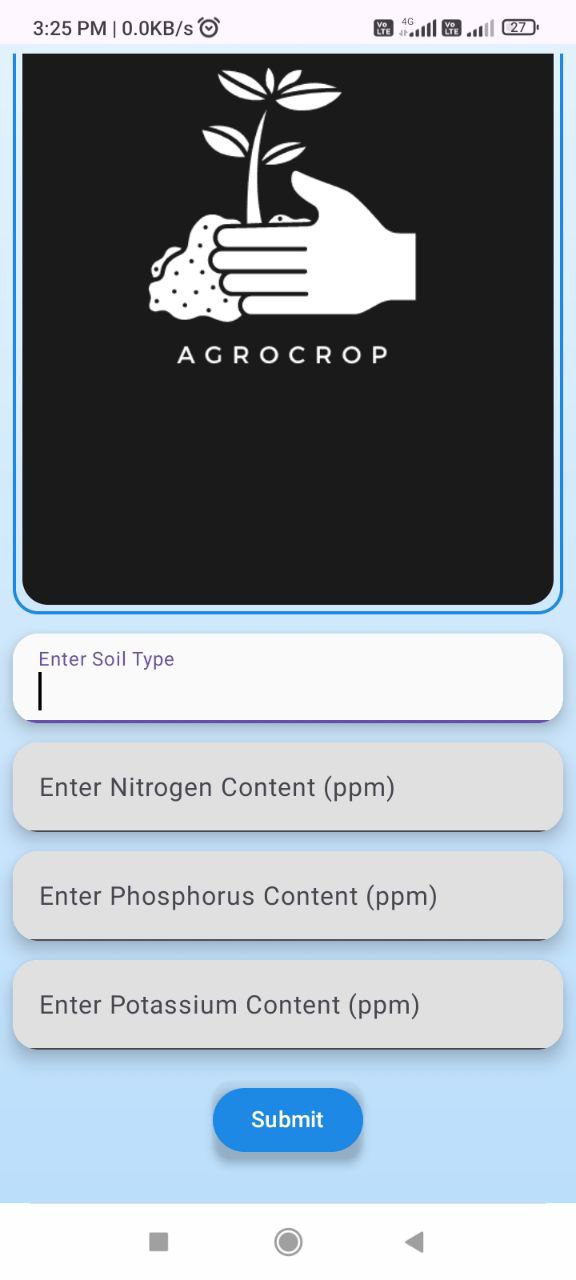 3:25 PM | 0.0KB/s
Vo LTE 4G Vo LTE 27
AGROCROP
Enter Soil Type
Enter Nitrogen Content (ppm)
Enter Phosphorus Content (ppm)
Enter Potassium Content (ppm)
Submit